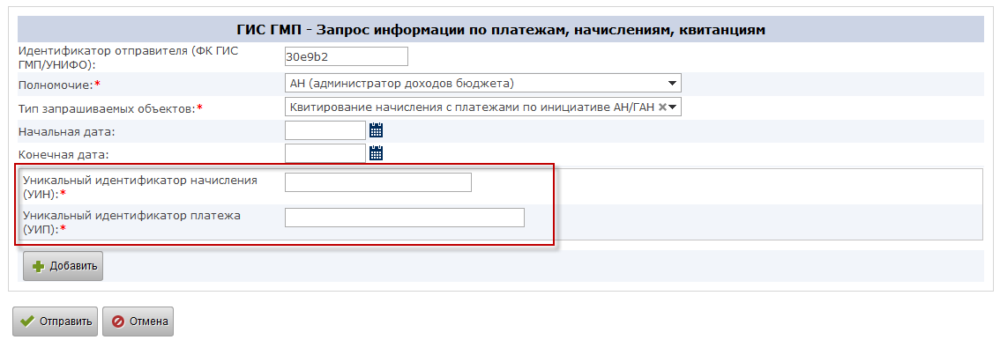 ГИС ГМП - Запрос информации по платежам, начислениям, квитанциям
Идентификатор отправителя (ФК ГИС
ГМП/УНИФО):
30e9b2
Полномочие:*
АН (администратор доходов бюджета)
Тип запрашиваемых объектов:*
Квитирование начисления с платежами по инициативе АН/ГАН
Начальная дата:
Конечная дата:
Уникальный идентификатор начисления
(УИН):*
Уникальный идентификатор платежа
(УИП):*
Добавить
Отправить
Отмена